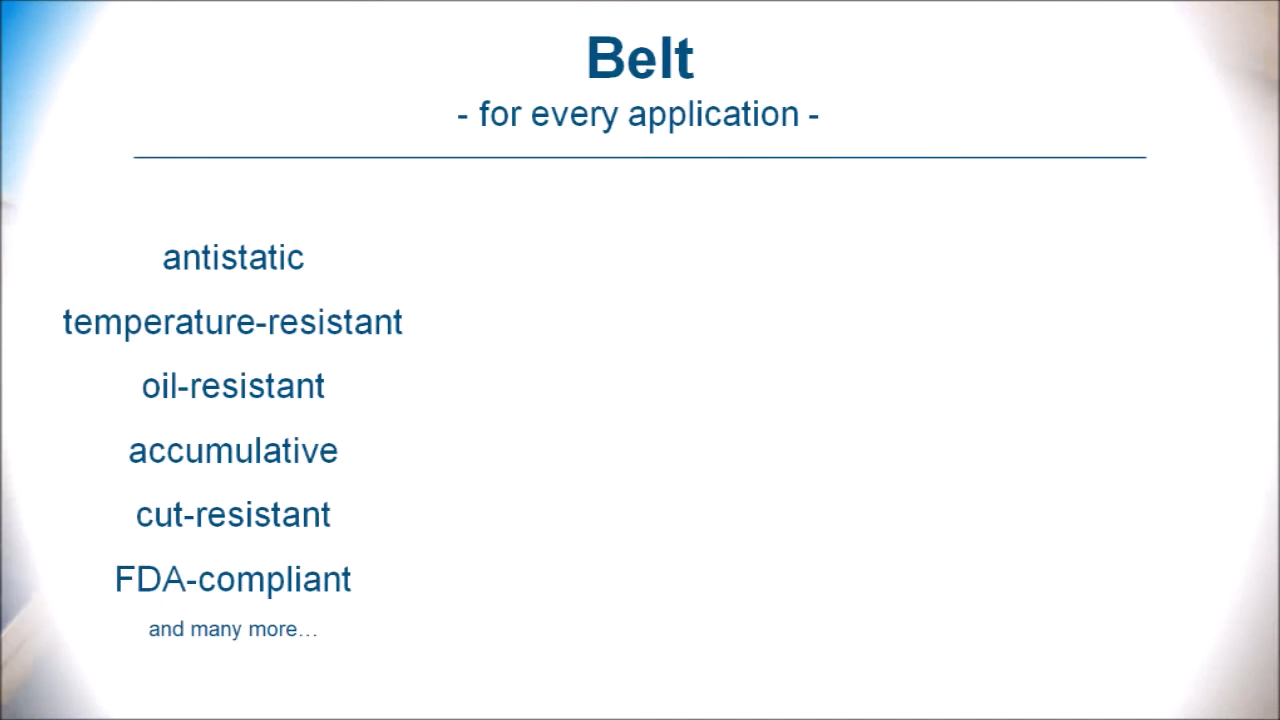 Belt
- for every application -
antistatic
temperature-resistant
oil-resistant
accumulative
cut-resistant
FDA-compliant
and many more…